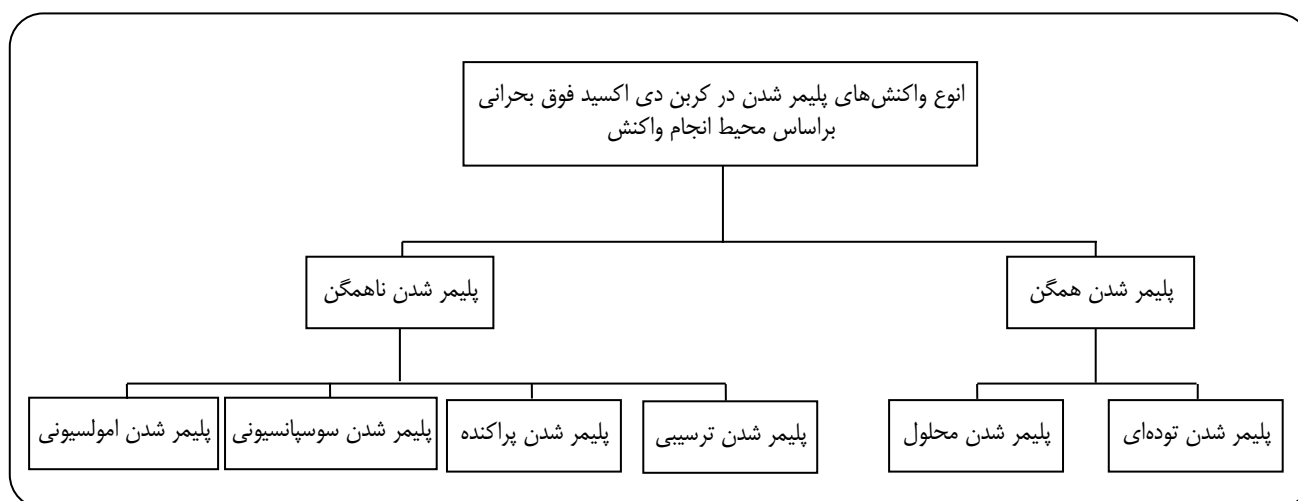 انوع واکنش‌های پلیمر شدن در کربن دی اکسید فوق بحرانی
براساس محیط انجام واکنش
پلیمر شدن همگن
پلیمر شدن ناهمگن
پلیمر شدن توده‌ای
پلیمر شدن محلول
پلیمر شدن ترسیبی
پلیمر شدن پراکنده
پلیمر شدن سوسپانسیونی
پلیمر شدن امولسیونی